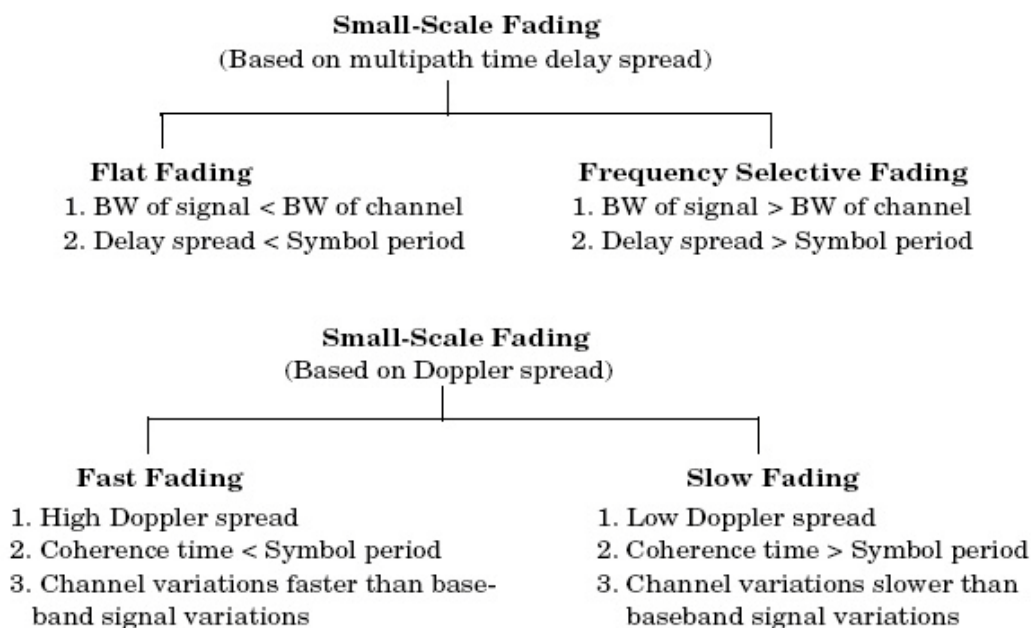 Small-Scale Fading
(Based on multipath time delay spread)
Flat Fading
1. BW of signal < BW of channel
2. Delay spread < Symbol period
Frequency Selective Fading
1. BW of signal > BW of channel
2. Delay spread > Symbol period
Small-Scale Fading
(Based on Doppler spread)
Fast Fading
1. High Doppler spread
2. Coherence time < Symbol period
3. Channel variations faster than base-
band signal variations
Slow Fading
1. Low Doppler spread
2. Coherence time > Symbol period
3. Channel variations slower than
baseband signal variations